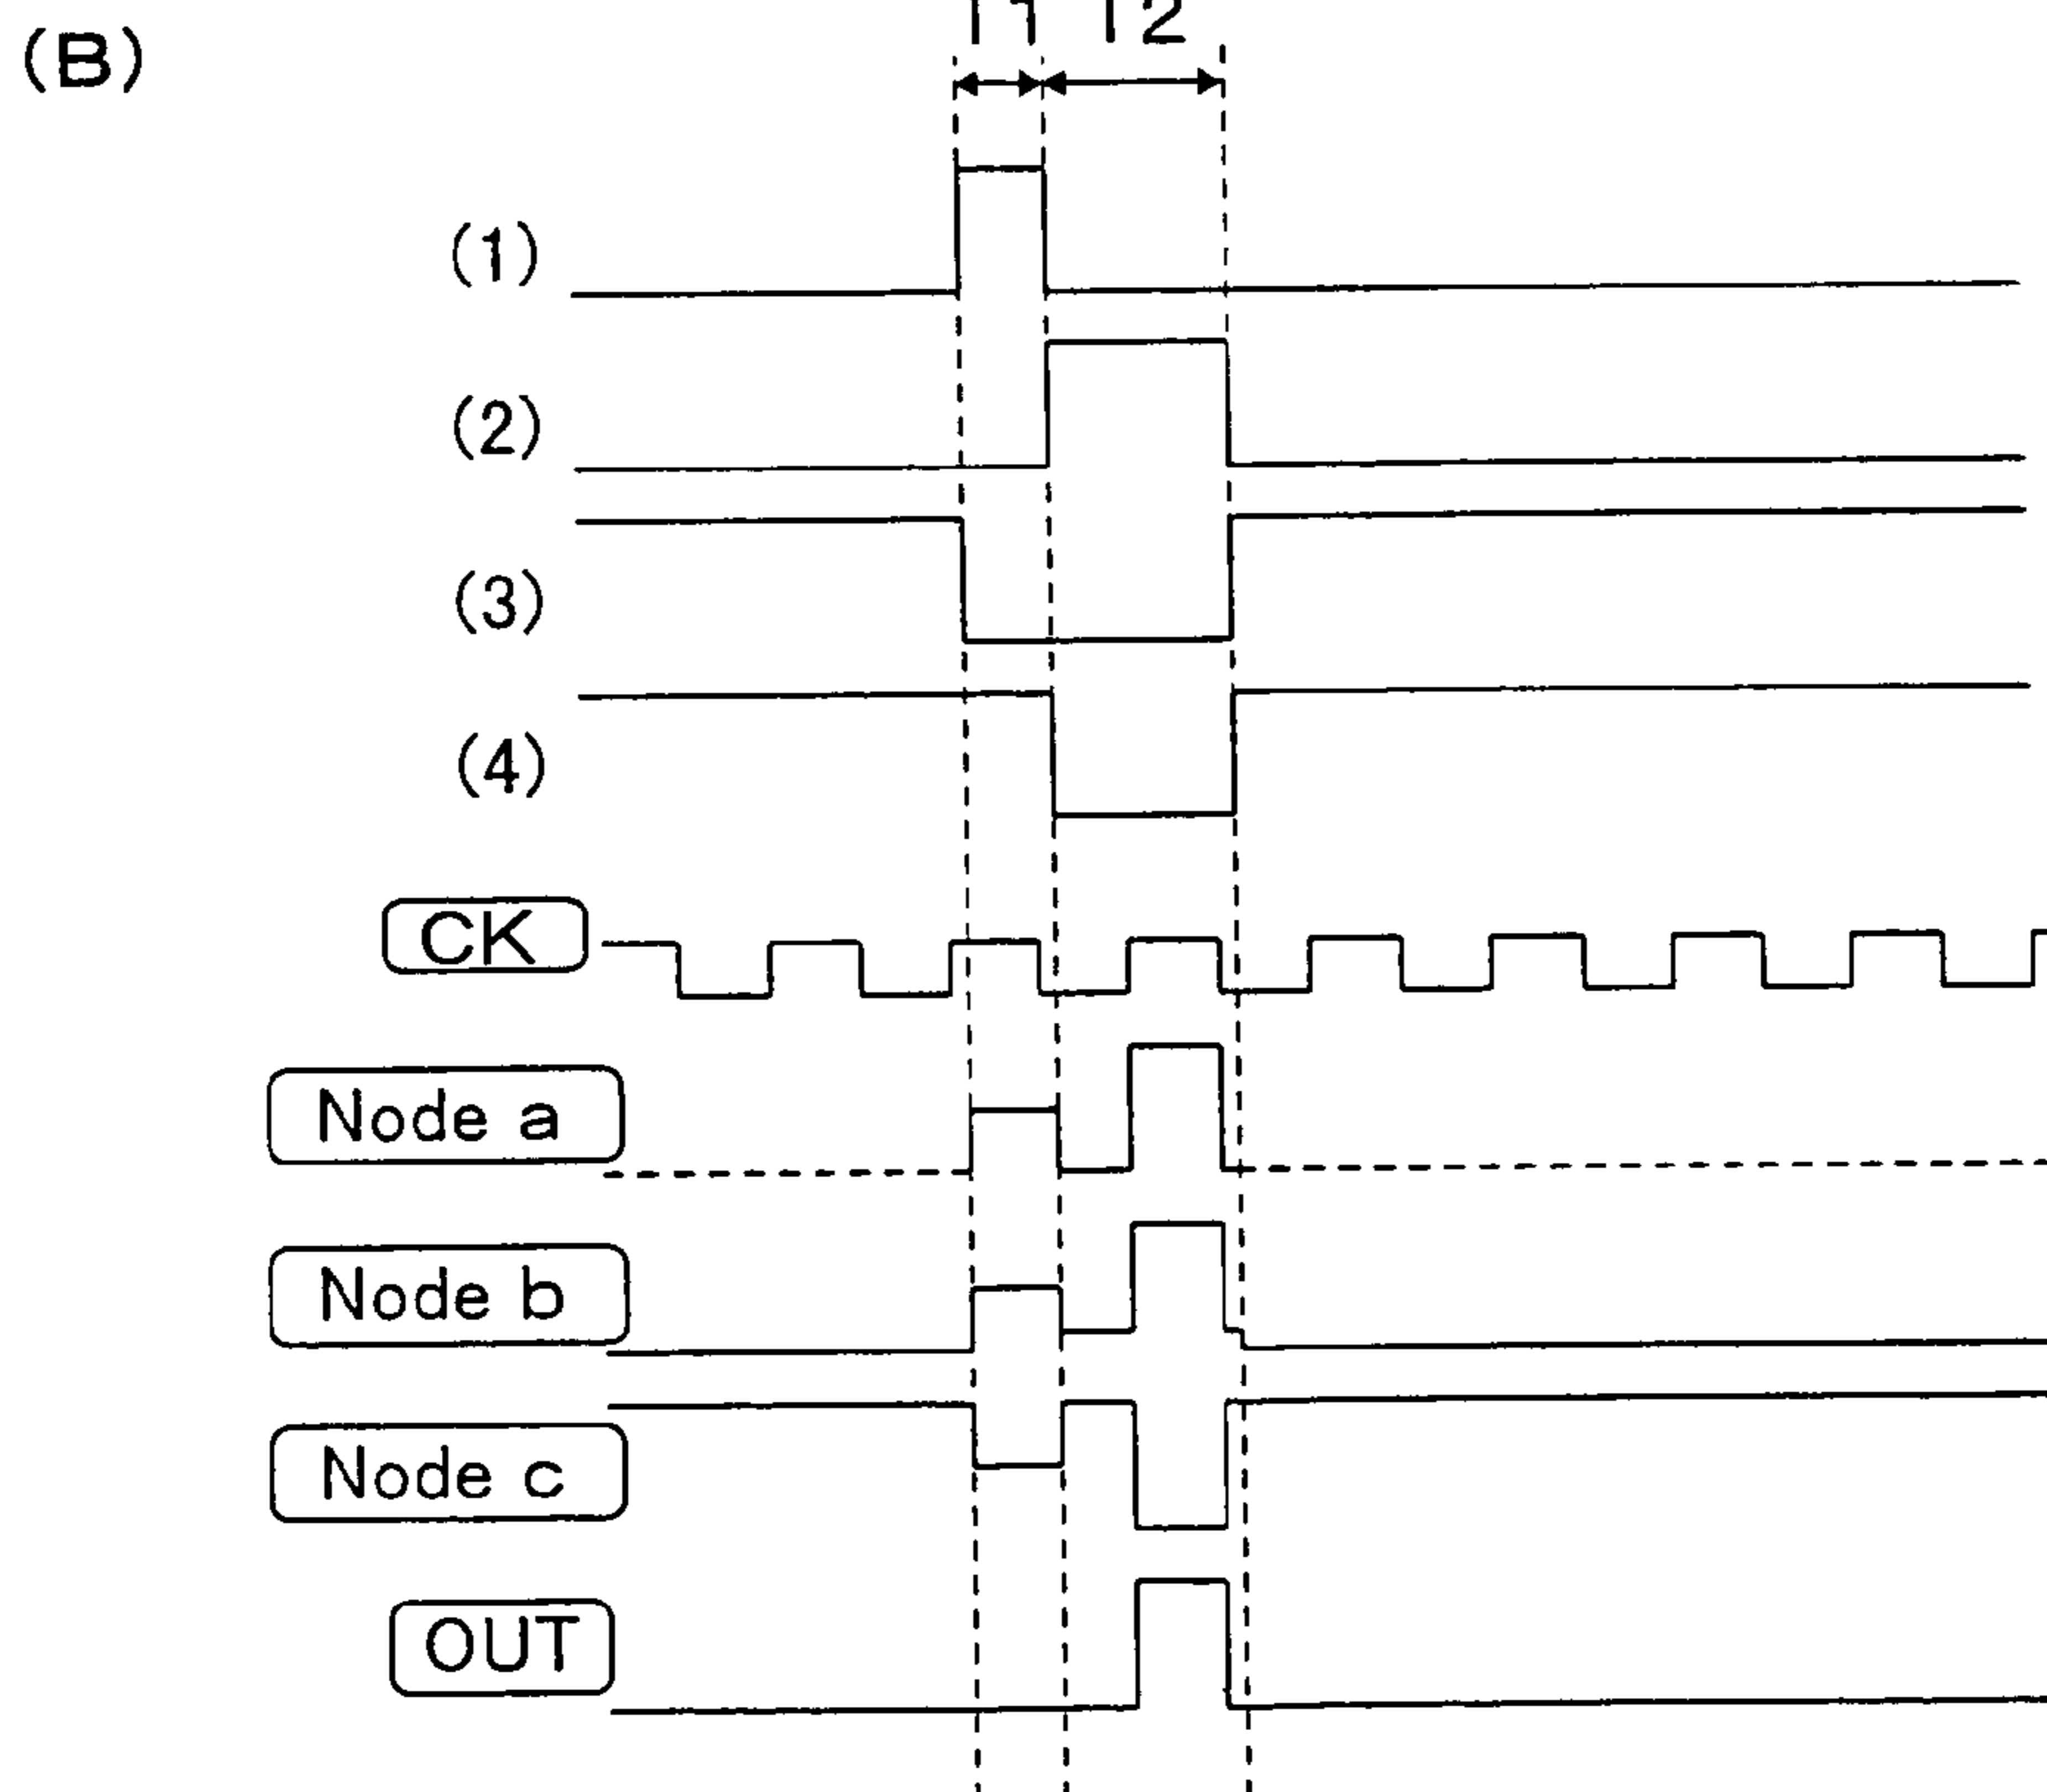 (B)
T1 T2
(1)
(2)
(3)
(4)
CK
Node a
Node b
Node c
OUT